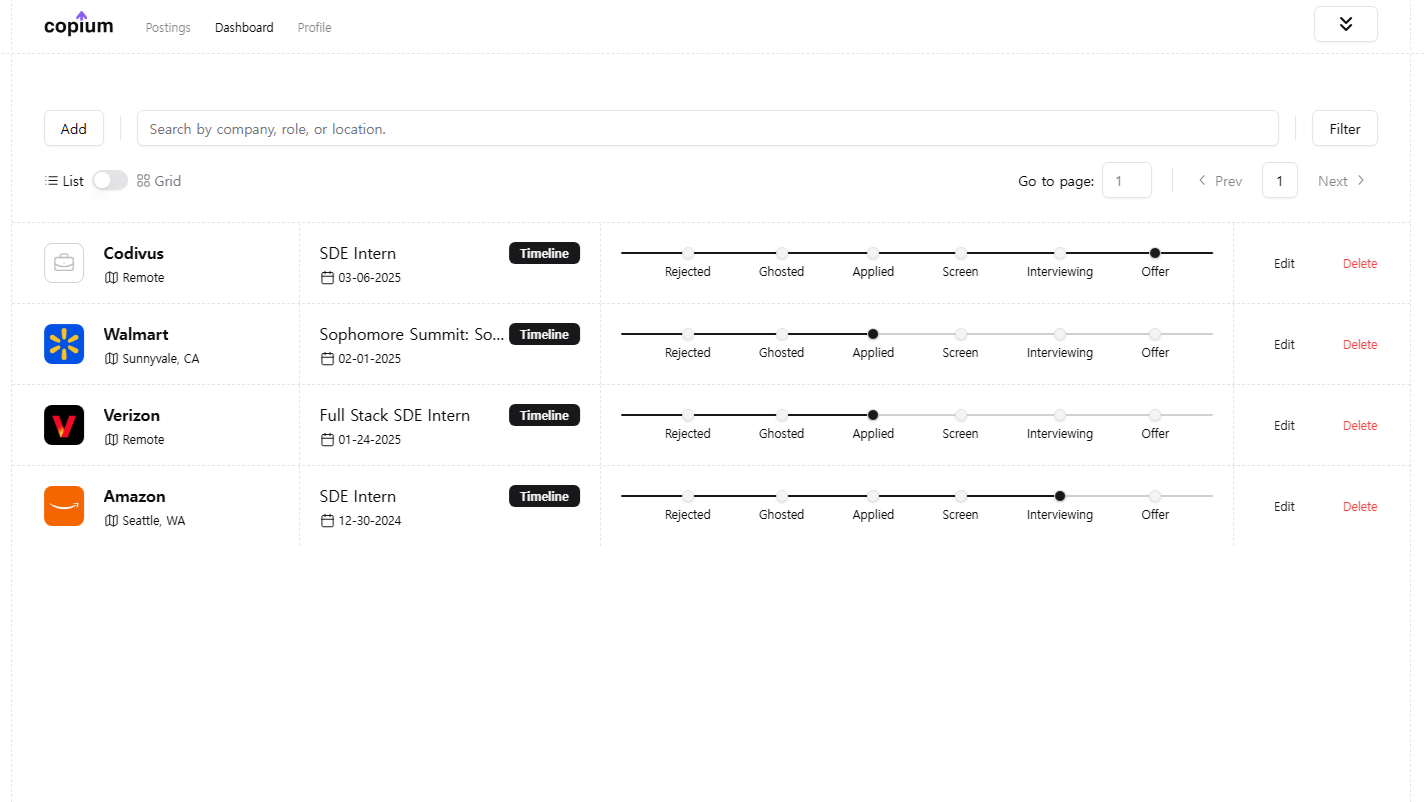 copium Postings Dashboard Profile
Add Search by company, role, or location. Filter
List Grid Go to page: 1 Prev 1 Next
Codivus SDE Intern Timeline
Remote 03-06-2025 Rejected Ghosted Applied Screen Interviewing Offer Edit Delete
Walmart Sophomore Summit: So... Timeline
Sunnyvale, CA 02-01-2025 Rejected Ghosted Applied Screen Interviewing Offer Edit Delete
Verizon Full Stack SDE Intern Timeline
Remote 01-24-2025 Rejected Ghosted Applied Screen Interviewing Offer Edit Delete
Amazon SDE Intern Timeline
Seattle, WA 12-30-2024 Rejected Ghosted Applied Screen Interviewing Offer Edit Delete